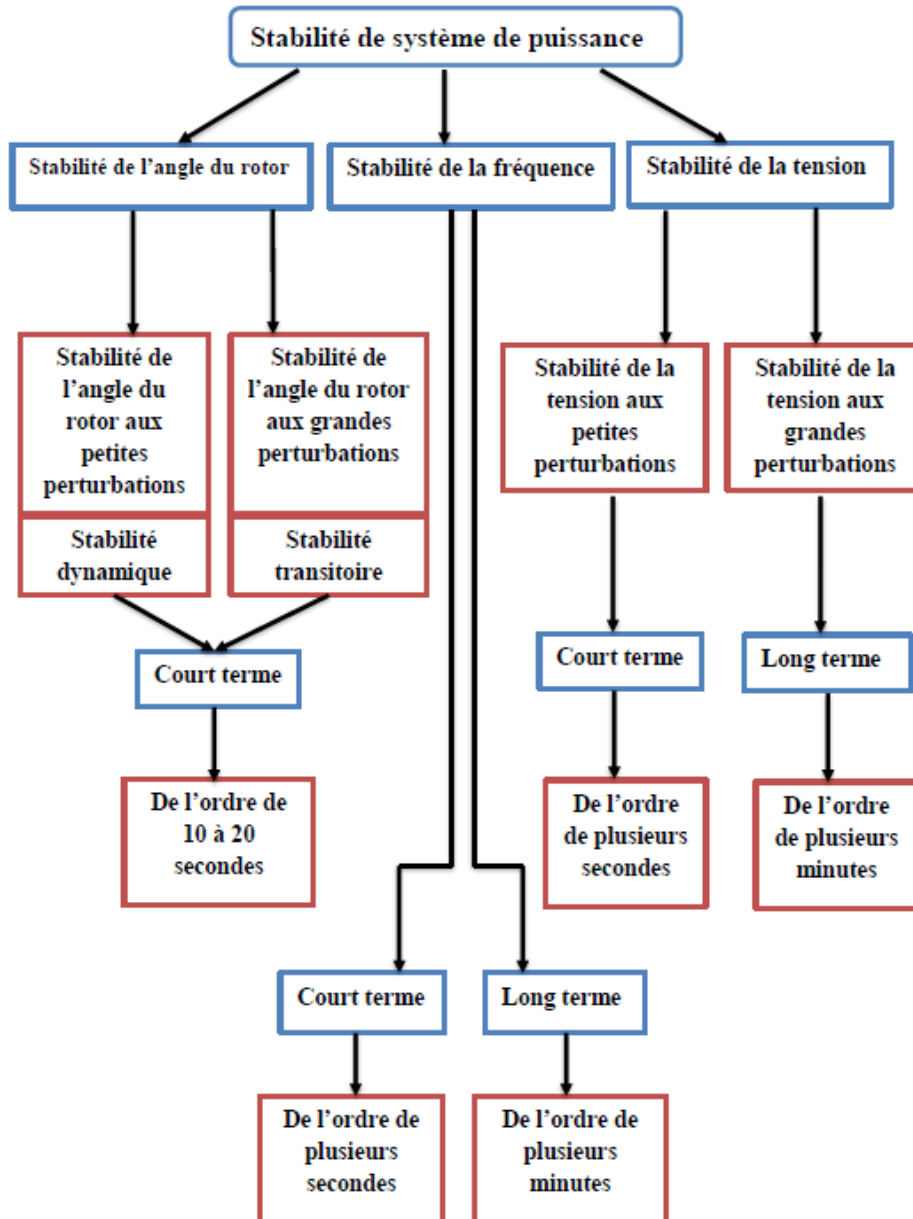 Stabilité de système de puissance
Stabilité de l’angle du rotor
Stabilité de la fréquence
Stabilité de la tension
Stabilité de
l’angle du
rotor aux
petites
perturbations
Stabilité de
l’angle du rotor
aux grandes
perturbations
Stabilité de la
tension aux
petites
perturbations
Stabilité de la
tension aux
grandes
perturbations
Stabilité
dynamique
Stabilité
transitoire
Court terme
Court terme
Long terme
De l’ordre de
10 à 20
secondes
De l’ordre
de plusieurs
secondes
De l’ordre
de plusieurs
minutes
Court terme
Long terme
De l’ordre de
plusieurs
secondes
De l’ordre de
plusieurs
minutes